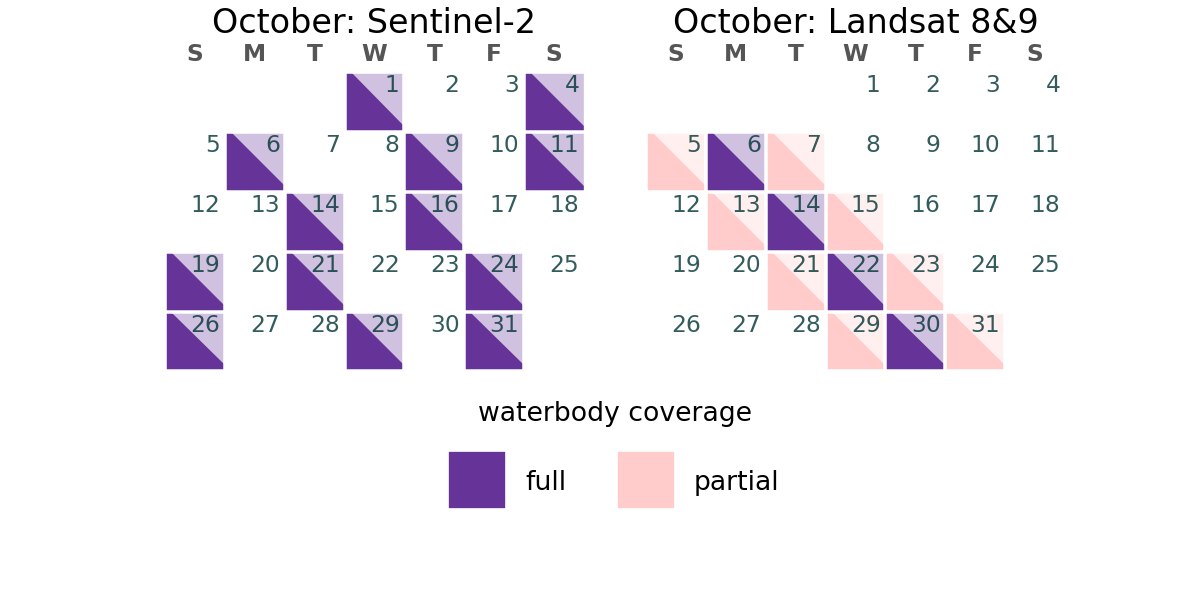 October: Sentinel-2
S M T W T F S
1 2 3 4
5 6 7 8 9 10 11
12 13 14 15 16 17 18
19 20 21 22 23 24 25
26 27 28 29 30 31
October: Landsat 8&9
S M T W T F S
1 2 3 4
5 6 7 8 9 10 11
12 13 14 15 16 17 18
19 20 21 22 23 24 25
26 27 28 29 30 31
waterbody coverage
full partial